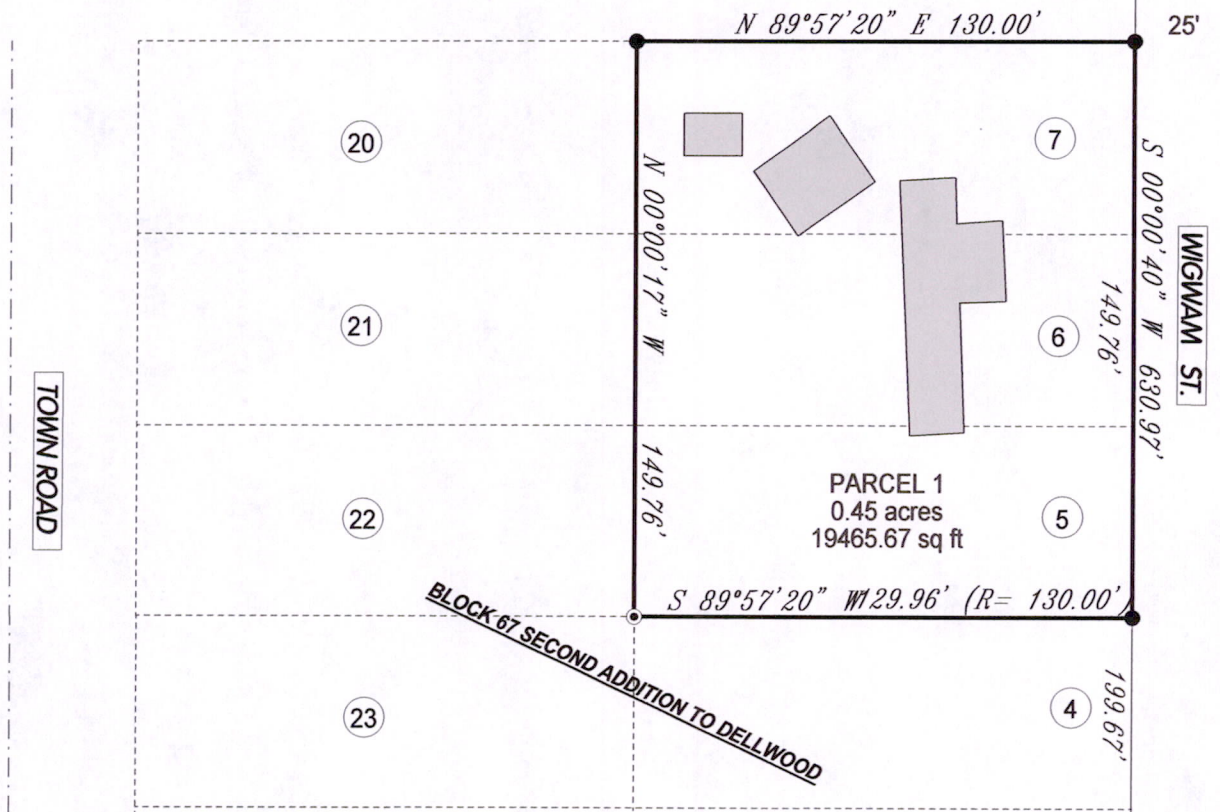 N 89°57'20" E 130.00'
25'
20
7
N 00°00'17" W 149.76'
S 00°00'40" W 630.97'
149.76'
WIGWAM ST.
21
6
TOWN ROAD
PARCEL 1
0.45 acres
19465.67 sq ft
22
5
S 89°57'20" W 129.96' (R= 130.00')
BLOCK 67 SECOND ADDITION TO DELLWOOD
23
4
199.67'